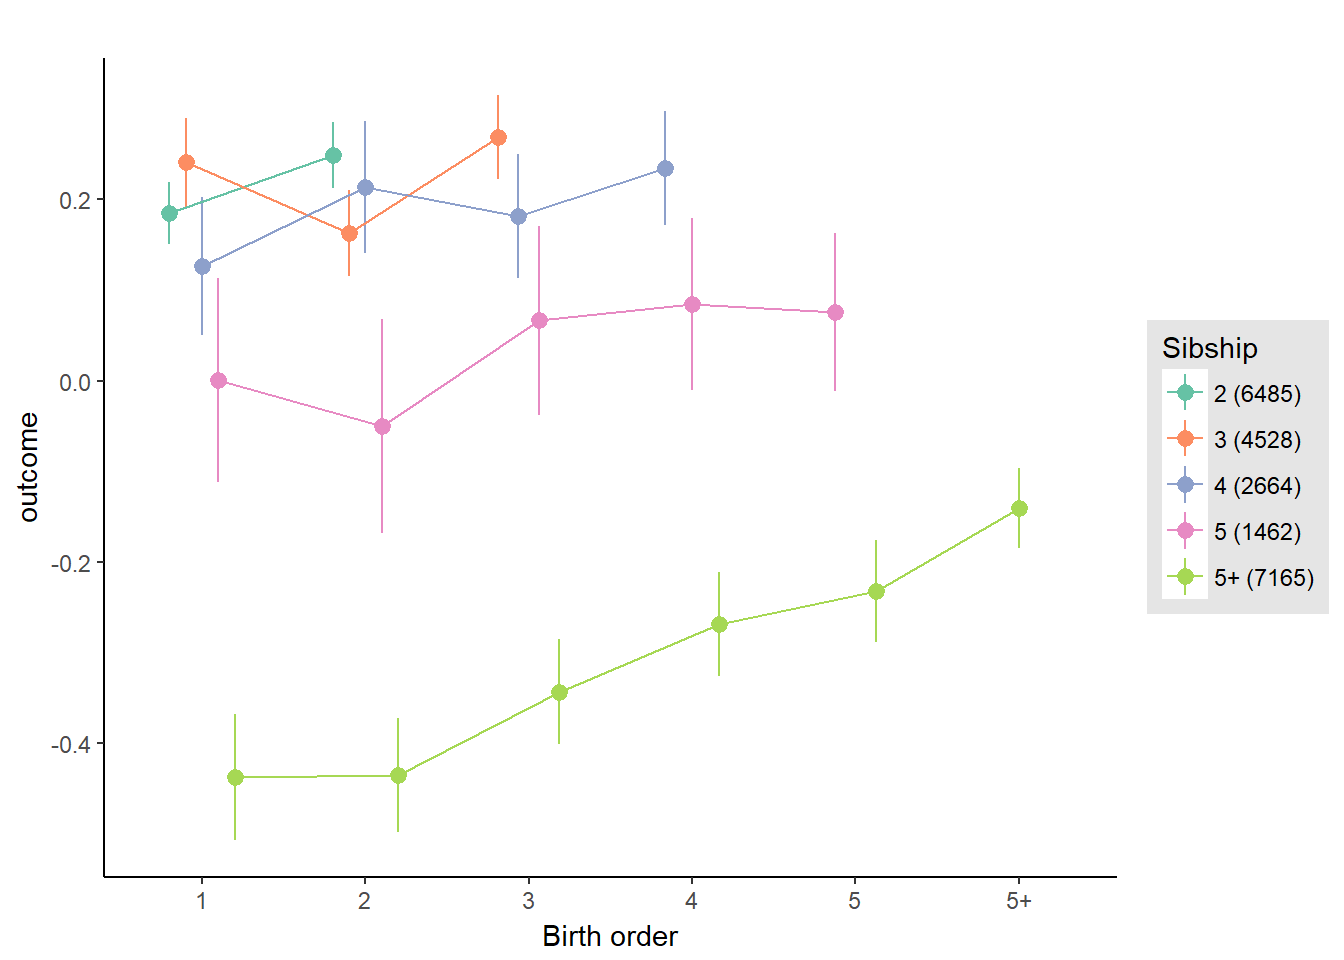 0.2
0.0
-0.2
-0.4
outcome
1 2 3 4 5 5+
Birth order
Sibship
2 (6485)
3 (4528)
4 (2664)
5 (1462)
5+ (7165)